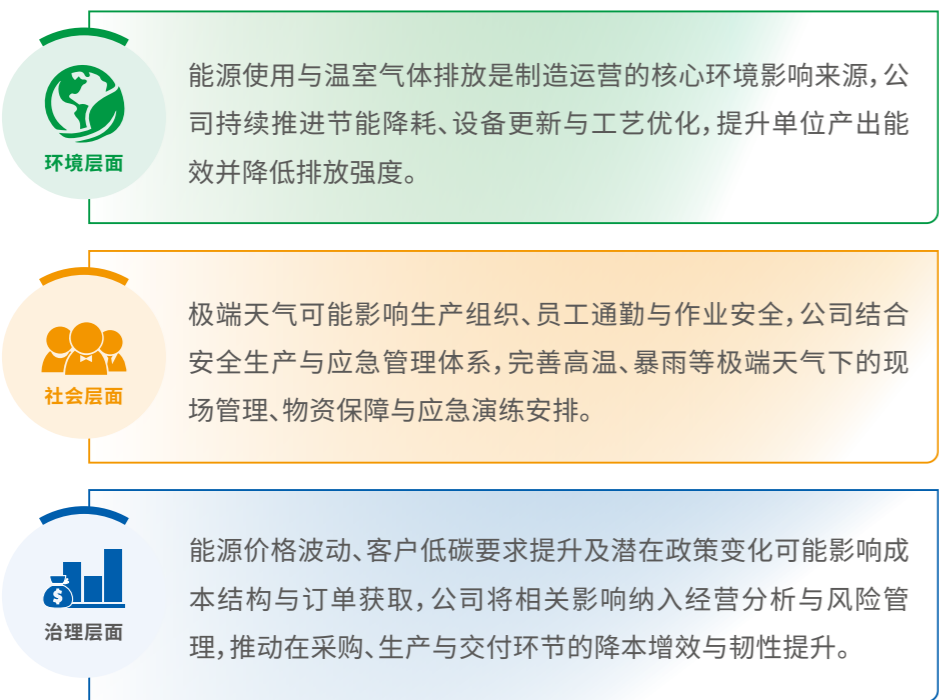 环境层面
能源使用与温室气体排放是制造运营的核心环境影响来源，公
司持续推进节能降耗、设备更新与工艺优化，提升单位产出能
效并降低排放强度。
社会层面
极端天气可能影响生产组织、员工通勤与作业安全，公司结合
安全生产与应急管理体系，完善高温、暴雨等极端天气下的现
场管理、物资保障与应急演练安排。
治理层面
能源价格波动、客户低碳要求提升及潜在政策变化可能影响成
本结构与订单获取，公司将相关影响纳入经营分析与风险管
理，推动在采购、生产与交付环节的降本增效与韧性提升。